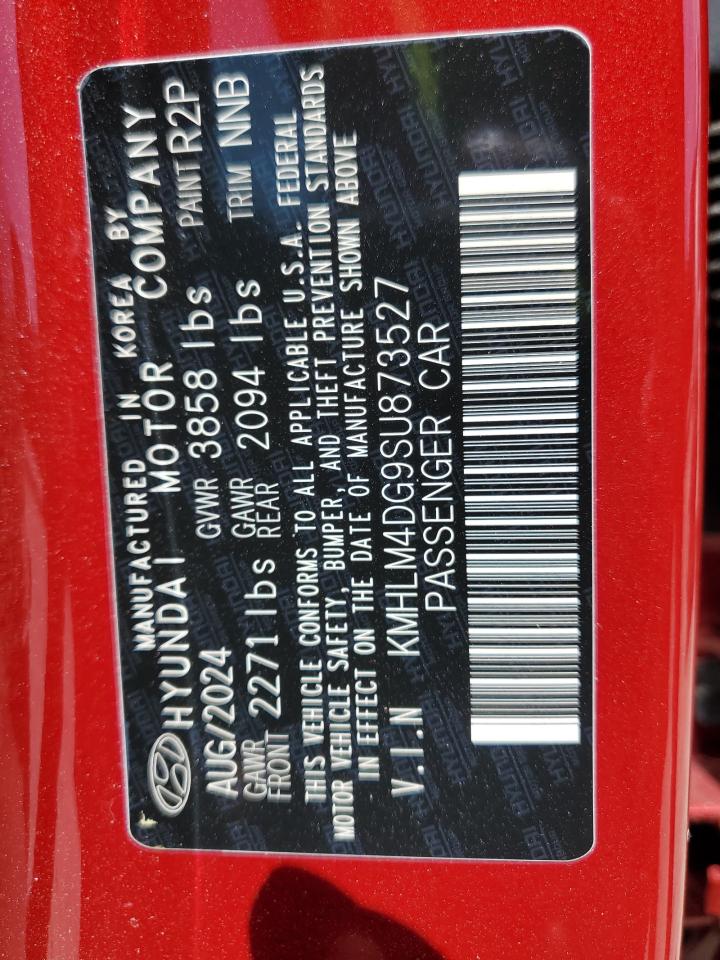 MANUFACTURED IN KOREA BY
HYUNDAI MOTOR COMPANY
AUG/2024 GVWR 3858 lbs PAINT R2P
GAWR FRONT 2271 lbs GAWR REAR 2094 lbs TRIM NNB
THIS VEHICLE CONFORMS TO ALL APPLICABLE U.S.A. FEDERAL
MOTOR VEHICLE SAFETY, BUMPER, AND THEFT PREVENTION STANDARDS
IN EFFECT ON THE DATE OF MANUFACTURE SHOWN ABOVE
V.I.N KMHLM4DG9SU873527
PASSENGER CAR